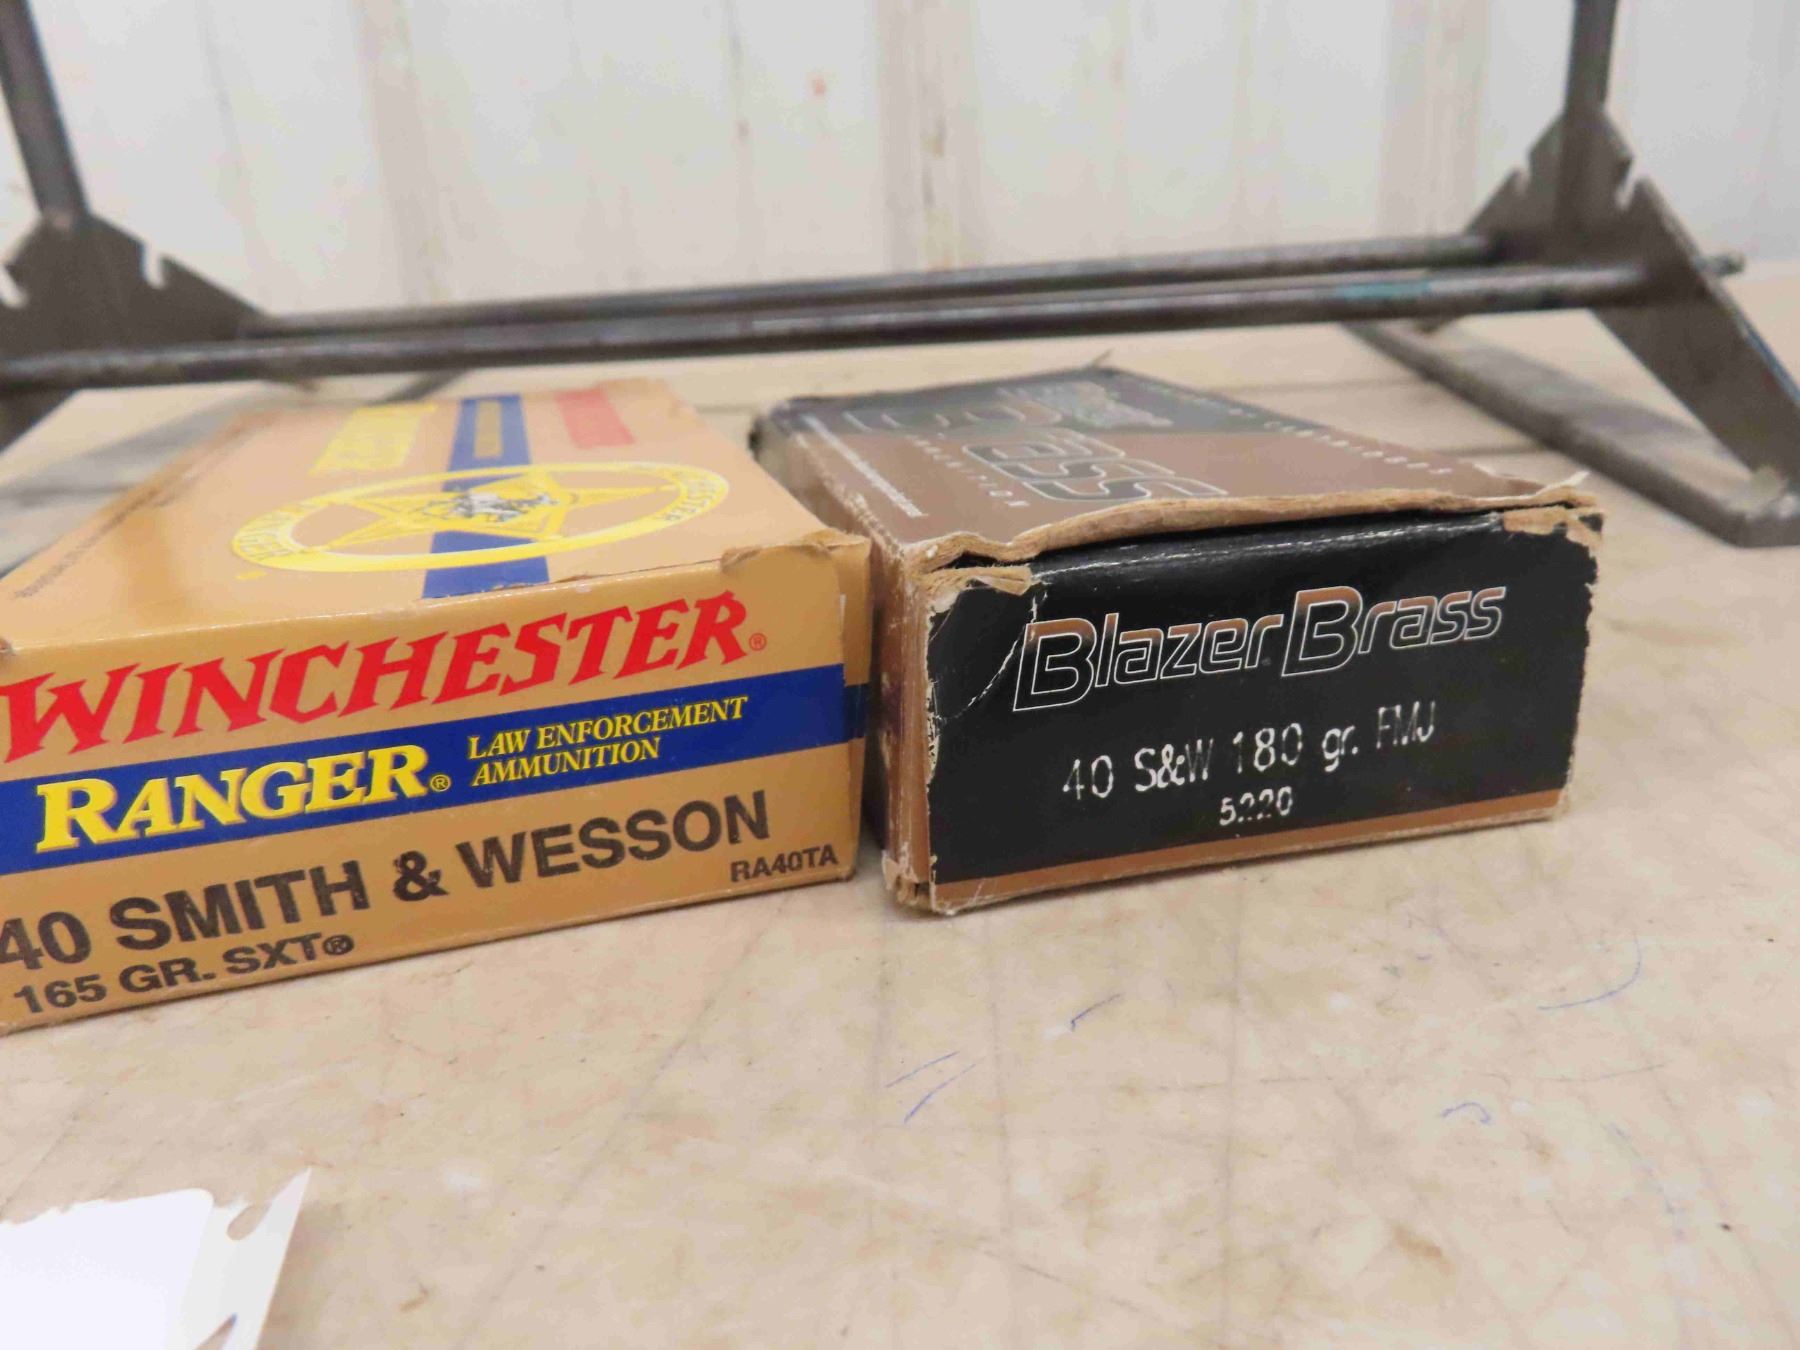 WINCHESTER®
RANGER® LAW ENFORCEMENT
AMMUNITION
40 SMITH & WESSON
RA40TA
165 GR. SXT®
Brass
Blazer Brass
40 S&W 180 gr. FMJ
5220